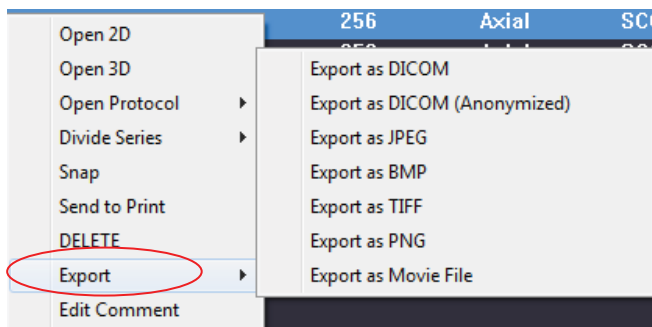 256 Axial
Open 2D
Open 3D
Open Protocol
Divide Series
Snap
Send to Print
DELETE
Export
Edit Comment
Export as DICOM
Export as DICOM (Anonymized)
Export as JPEG
Export as BMP
Export as TIFF
Export as PNG
Export as Movie File